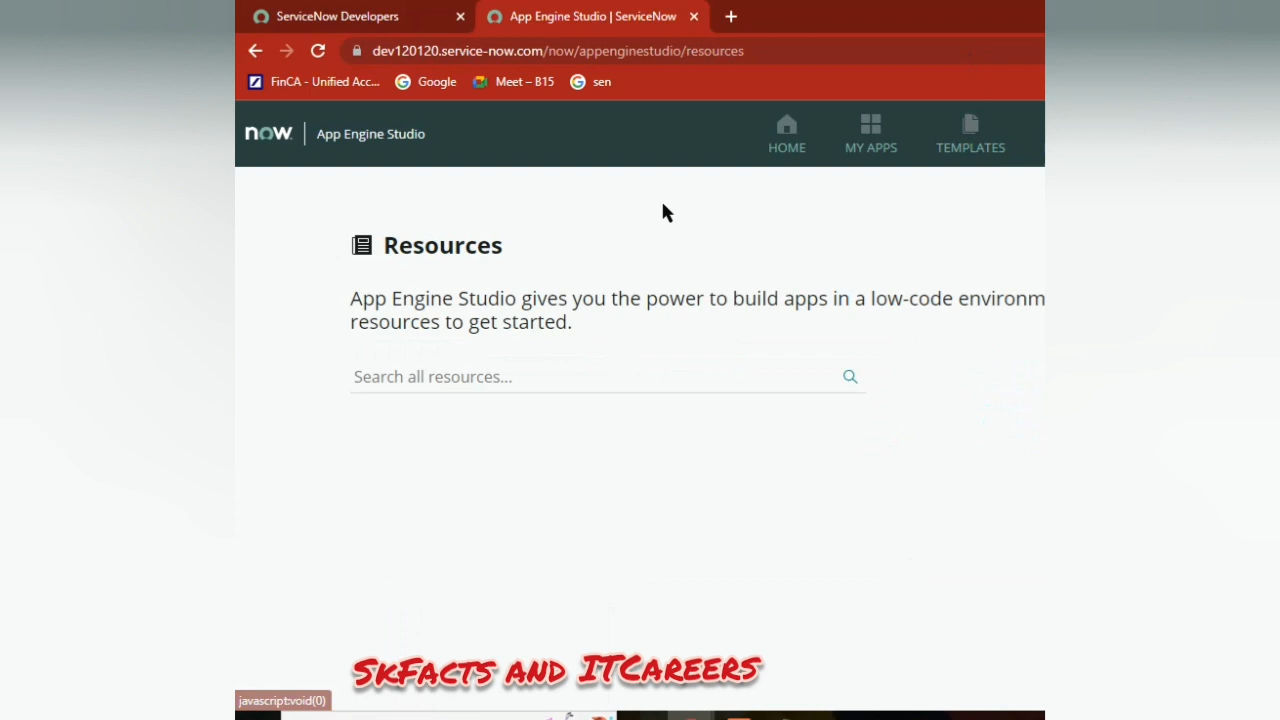 ServiceNow Developers
App Engine Studio | ServiceNow
dev120120.service-now.com/now/appenginestudio/resources
FinCA - Unified Acc...
Google
Meet – B15
sen
now
App Engine Studio
HOME
MY APPS
TEMPLATES
Resources
App Engine Studio gives you the power to build apps in a low-code environm
resources to get started.
Search all resources...
SkFacts and ITCareers
javascript:void(0)